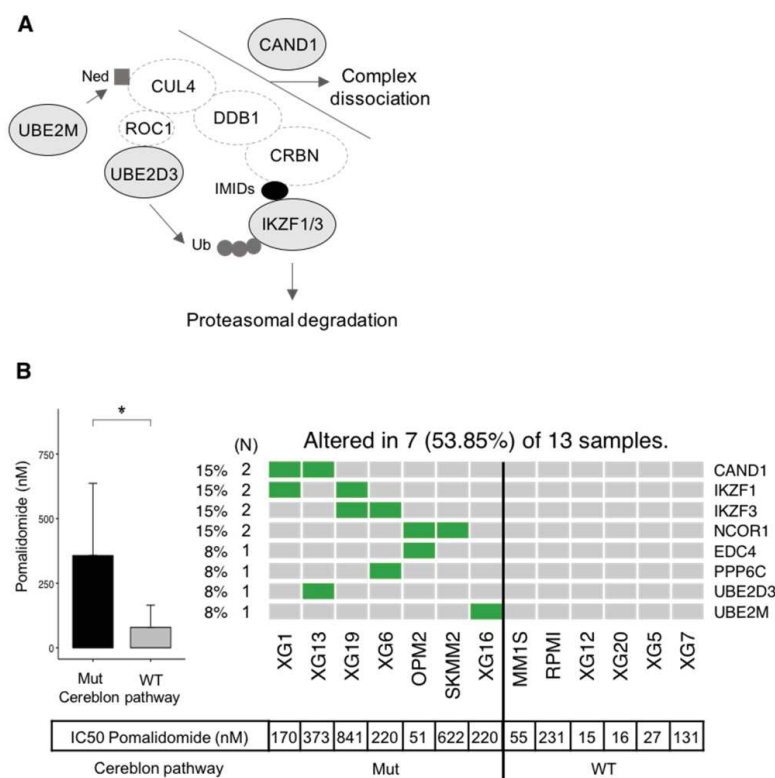 A
CAND1
Complex
dissociation
Ned
CUL4
DDB1
UBE2M
ROC1
CRBN
UBE2D3
IMIDs
IKZF1/3
Ub
Proteasomal degradation
B
*
Pomalidomide (nM)
750
500
250
0
Mut WT
Cereblon pathway
(N) Altered in 7 (53.85%) of 13 samples.
15% 2 CAND1
15% 2 IKZF1
15% 2 IKZF3
15% 2 NCOR1
8% 1 EDC4
8% 1 PPP6C
8% 1 UBE2D3
8% 1 UBE2M
XG1 XG13 XG19 XG6 OPM2 SKMM2 XG16 MM1S RPMI XG12 XG20 XG5 XG7
IC50 Pomalidomide (nM) 170 373 841 220 51 622 220 55 231 15 16 27 131
Cereblon pathway Mut WT